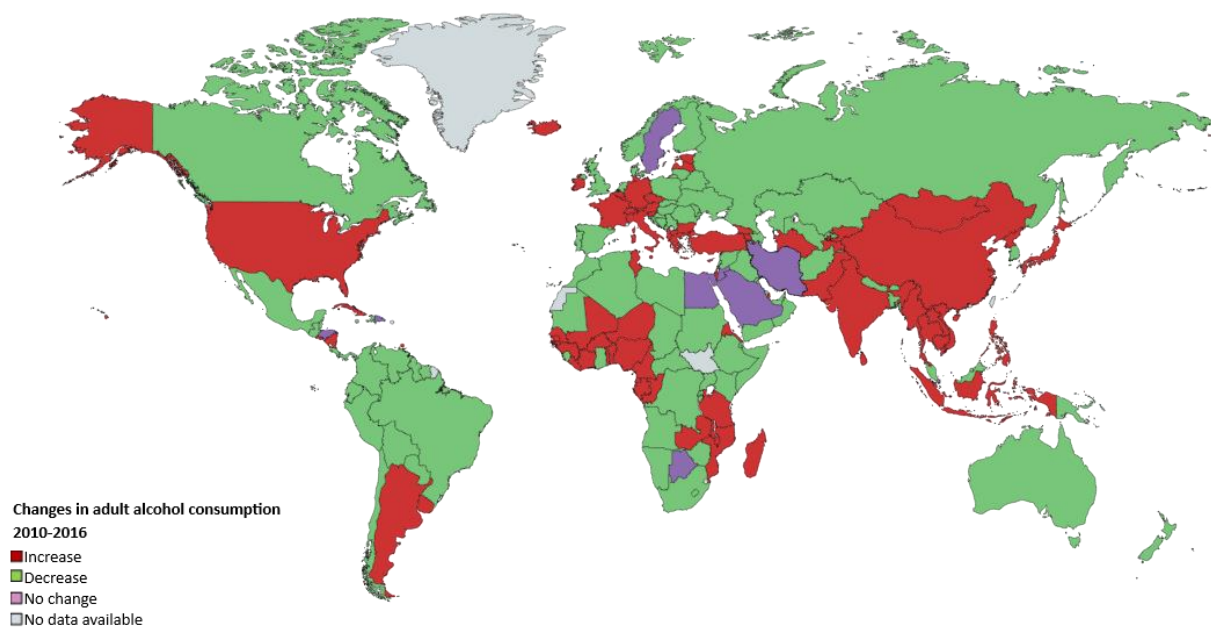 Changes in adult alcohol consumption
2010-2016
Increase
Decrease
No change
No data available